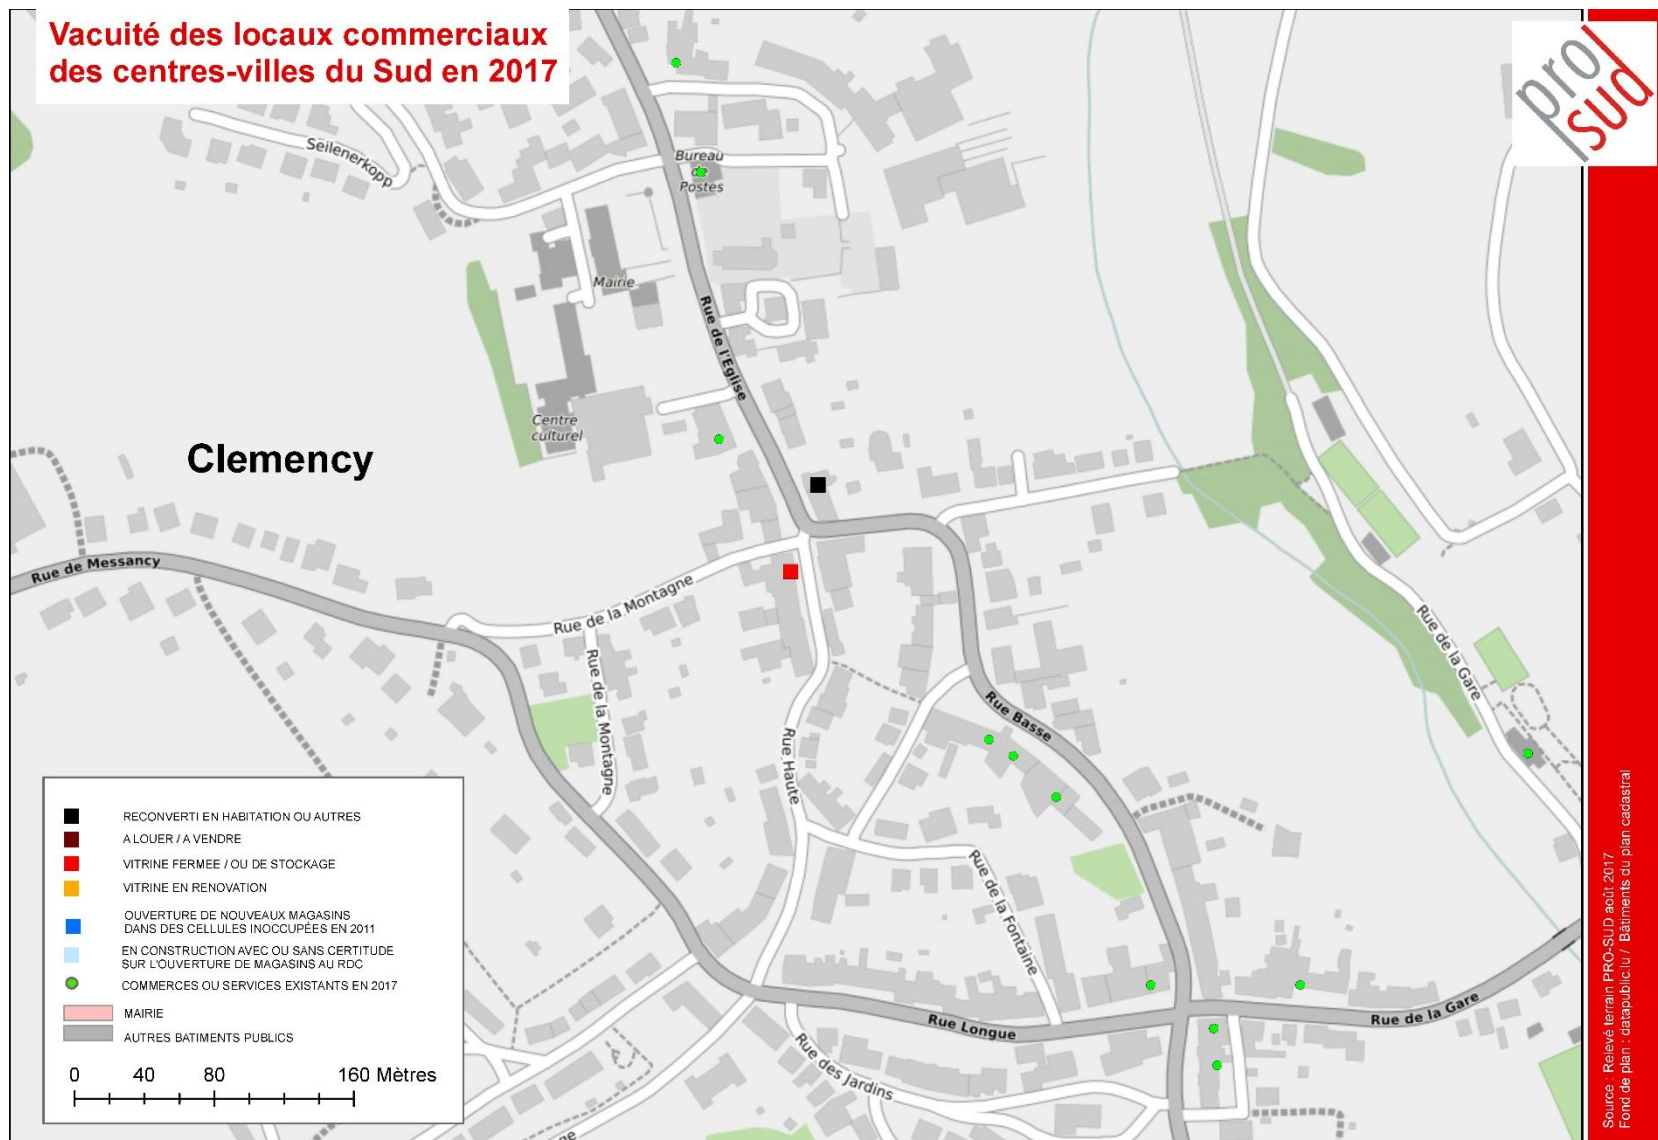 Vacuité des locaux commerciaux
des centres-villes du Sud en 2017
pro
sud
Seilenerkopp
Bureau
de
Postes
Mairie
Rue de l'Eglise
Centre
culturel
Clemency
Rue de Messancy
Rue de la Montagne
Rue de la Montagne
Rue Haute
Rue Basse
Rue de la Gare
Rue de la Fontaine
Rue Longue
Rue de la Gare
Rue des Jardins
RECONVERTI EN HABITATION OU AUTRES
A LOUER / A VENDRE
VITRINE FERMEE / OU DE STOCKAGE
VITRINE EN RENOVATION
OUVERTURE DE NOUVEAUX MAGASINS
DANS DES CELLULES INOCCUPÉES EN 2011
EN CONSTRUCTION AVEC OU SANS CERTITUDE
SUR L'OUVERTURE DE MAGASINS AU RDC
COMMERCES OU SERVICES EXISTANTS EN 2017
MAIRIE
AUTRES BATIMENTS PUBLICS
0 40 80 160 Mètres
Source : Relevé terrain PRO-SUD août 2017
Fond de plan : datapublic.lu / Bâtiments du plan cadastral